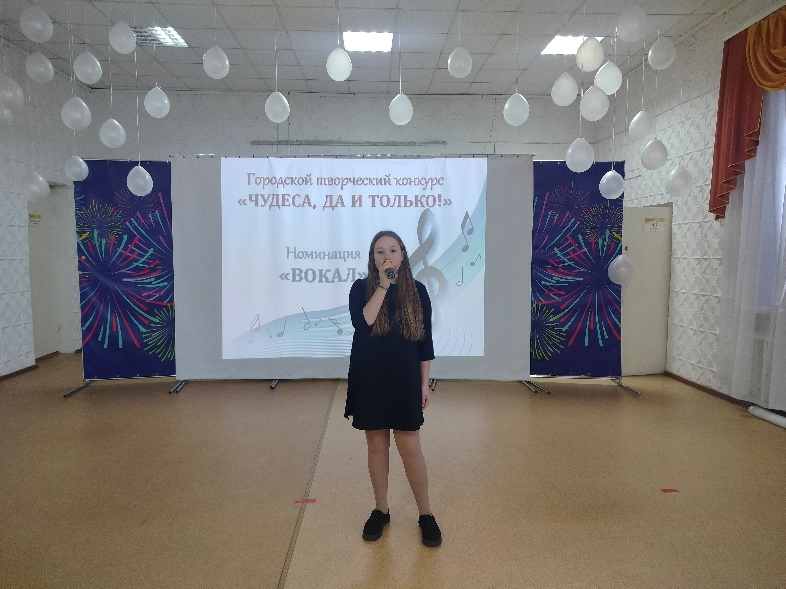 Городской творческий конкурс
«ЧУДЕСА, ДА И ТОЛЬКО!»
Номинация
«ВОКАЛ»